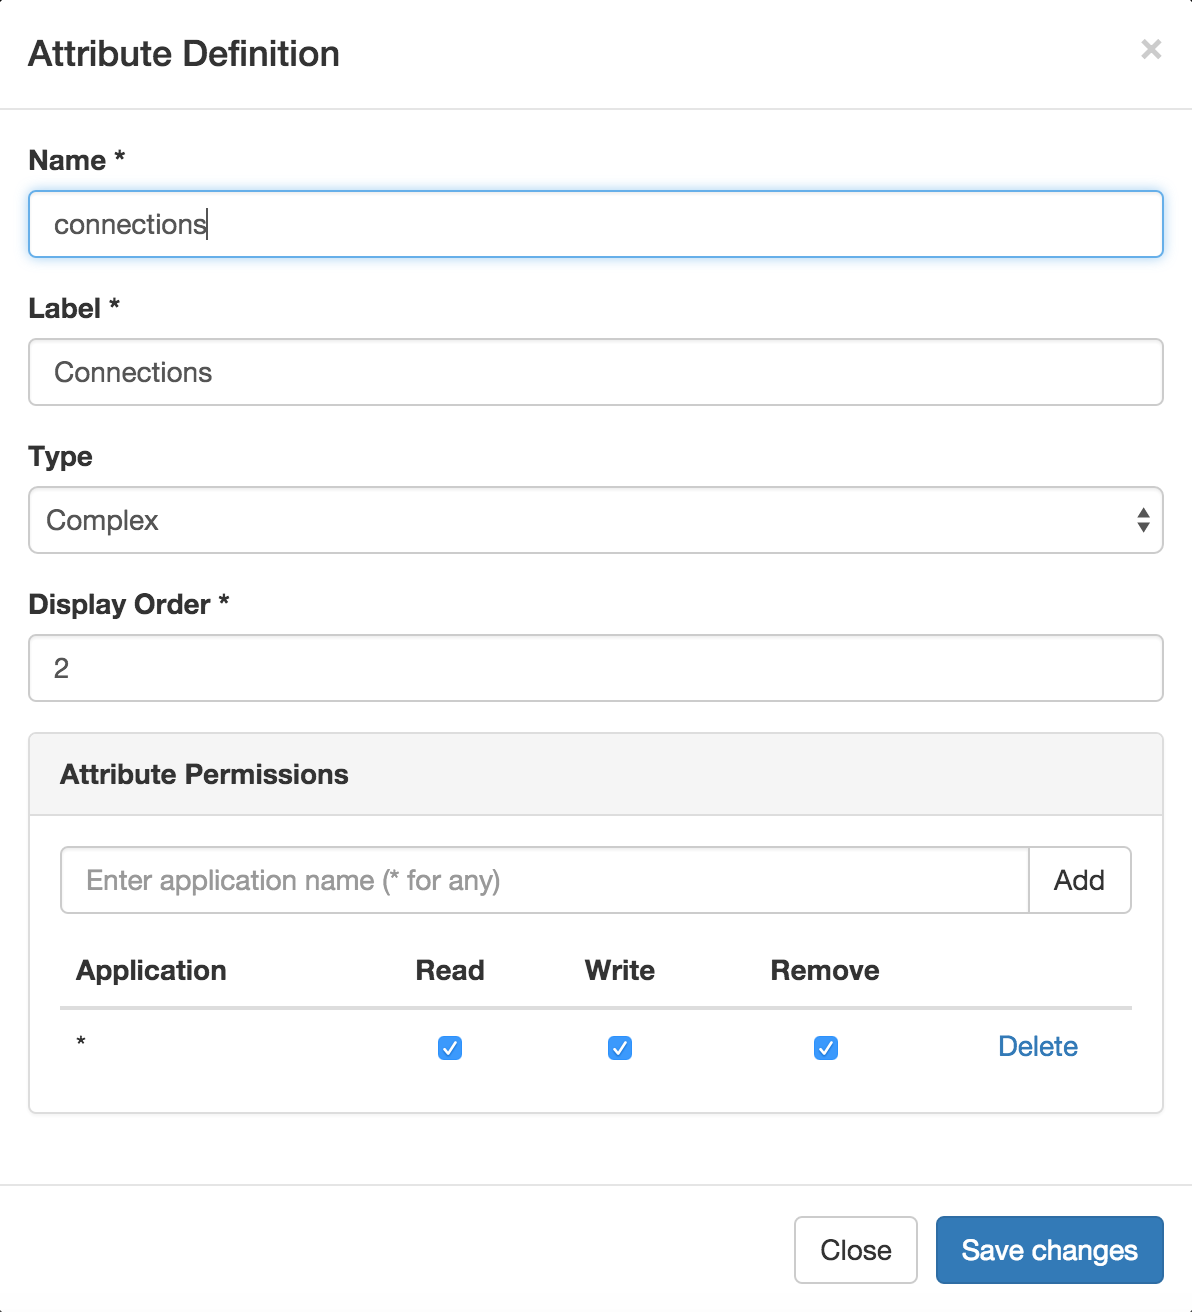 Attribute Definition ×
Name *
connections
Label *
Connections
Type
Complex
Display Order *
2
Attribute Permissions
Enter application name (* for any) Add
Application Read Write Remove
* Delete
Close Save changes